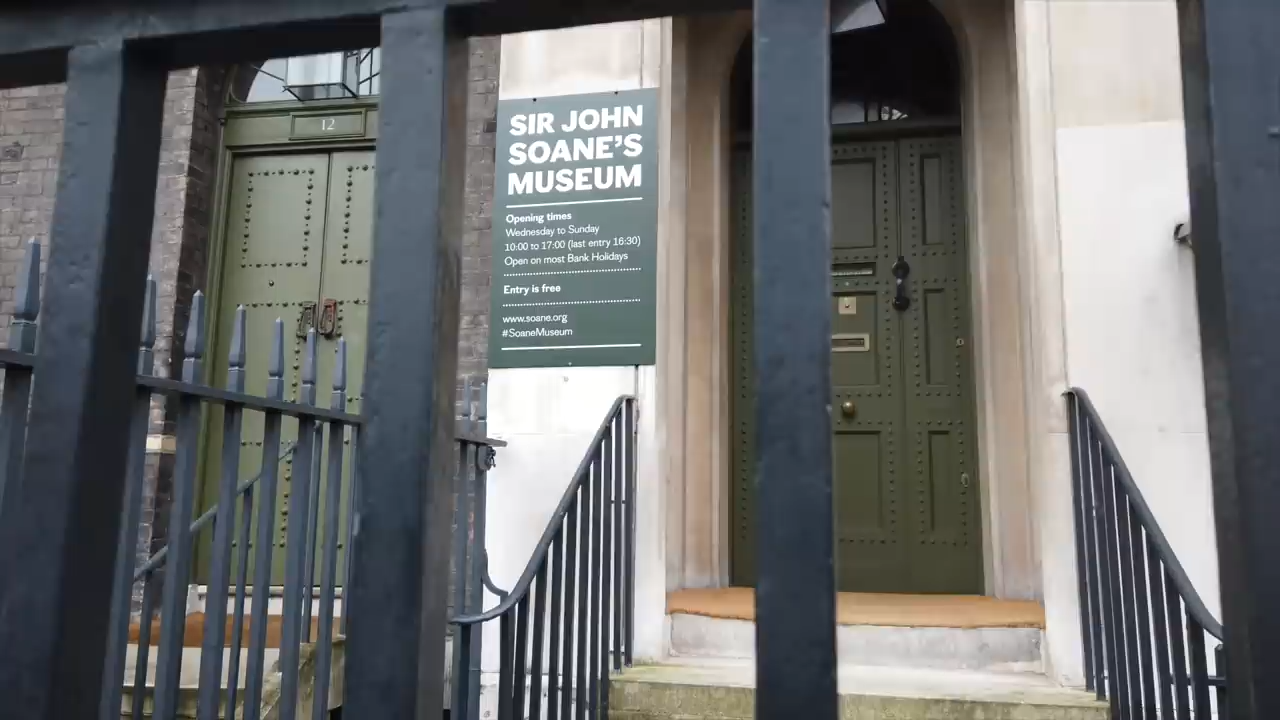 12
SIR JOHN
SOANE'S
MUSEUM
Opening times
Wednesday to Sunday
10:00 to 17:00 (last entry 16:30)
Open on most Bank Holidays
Entry is free
www.soane.org
#SoaneMuseum